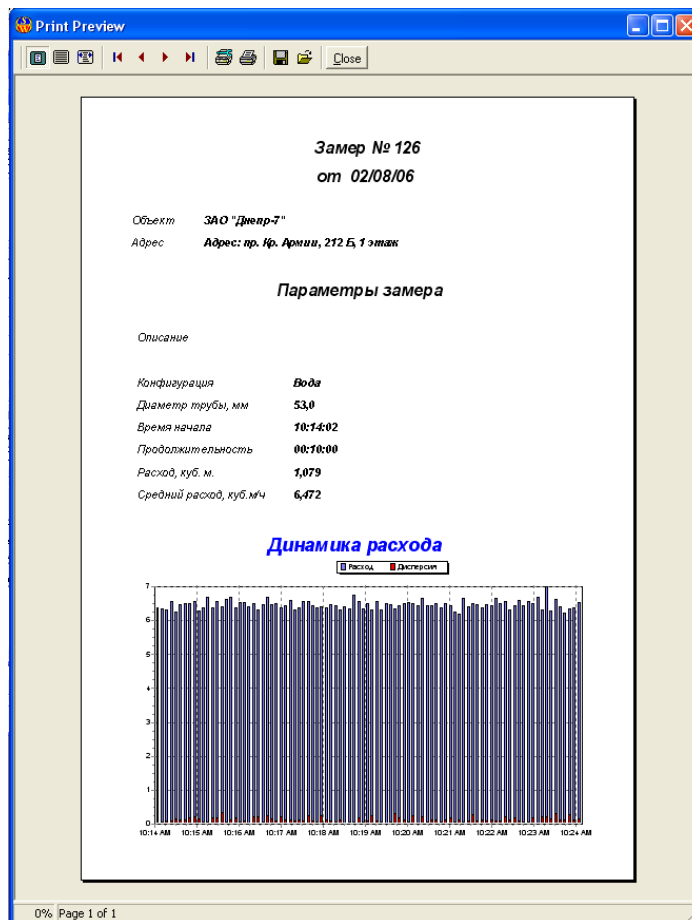 Print Preview
Close
Замер № 126
от 02/08/06
Объект ЗАО "Днепр-7"
Адрес Адрес: пр. Кр. Армии, 212 Б, 1 этаж
Параметры замера
Описание
Конфигурация Вода
Диаметр трубы, мм 53,0
Время начала 10:14:02
Продолжительность 00:10:00
Расход, куб. м. 1,079
Средний расход, куб.м/ч 6,472
Динамика расхода
Расход Дисперсия
7
6
5
4
3
2
1
0
10:14 AM 10:15 AM 10:16 AM 10:17 AM 10:18 AM 10:19 AM 10:20 AM 10:21 AM 10:22 AM 10:23 AM 10:24 AM
0% Page 1 of 1